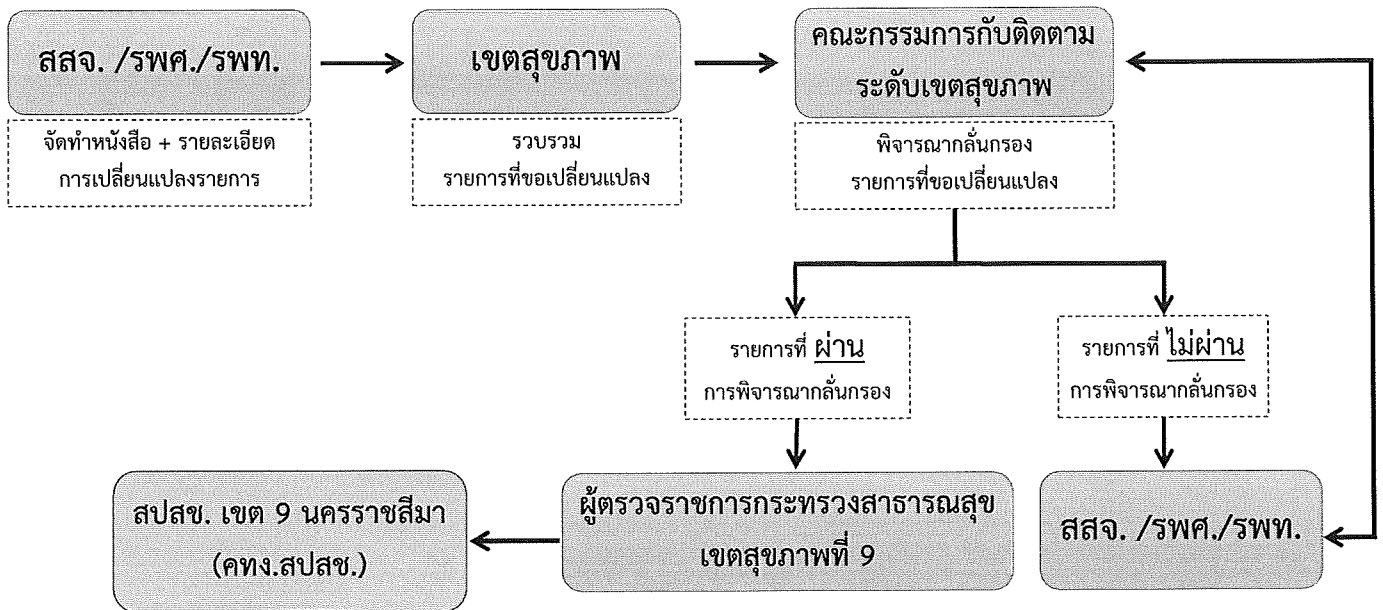 สสจ. /รพศ./รพท.
จัดทำหนังสือ + รายละเอียด
การเปลี่ยนแปลงรายการ
เขตสุขภาพ
รวบรวม
รายการที่ขอเปลี่ยนแปลง
คณะกรรมการกับติดตาม
ระดับเขตสุขภาพ
พิจารณากลั่นกรอง
รายการที่ขอเปลี่ยนแปลง
รายการที่ ผ่าน
การพิจารณากลั่นกรอง
รายการที่ ไม่ผ่าน
การพิจารณากลั่นกรอง
สปสช. เขต 9 นครราชสีมา
(คทง.สปสช.)
ผู้ตรวจราชการกระทรวงสาธารณสุข
เขตสุขภาพที่ 9
สสจ. /รพศ./รพท.